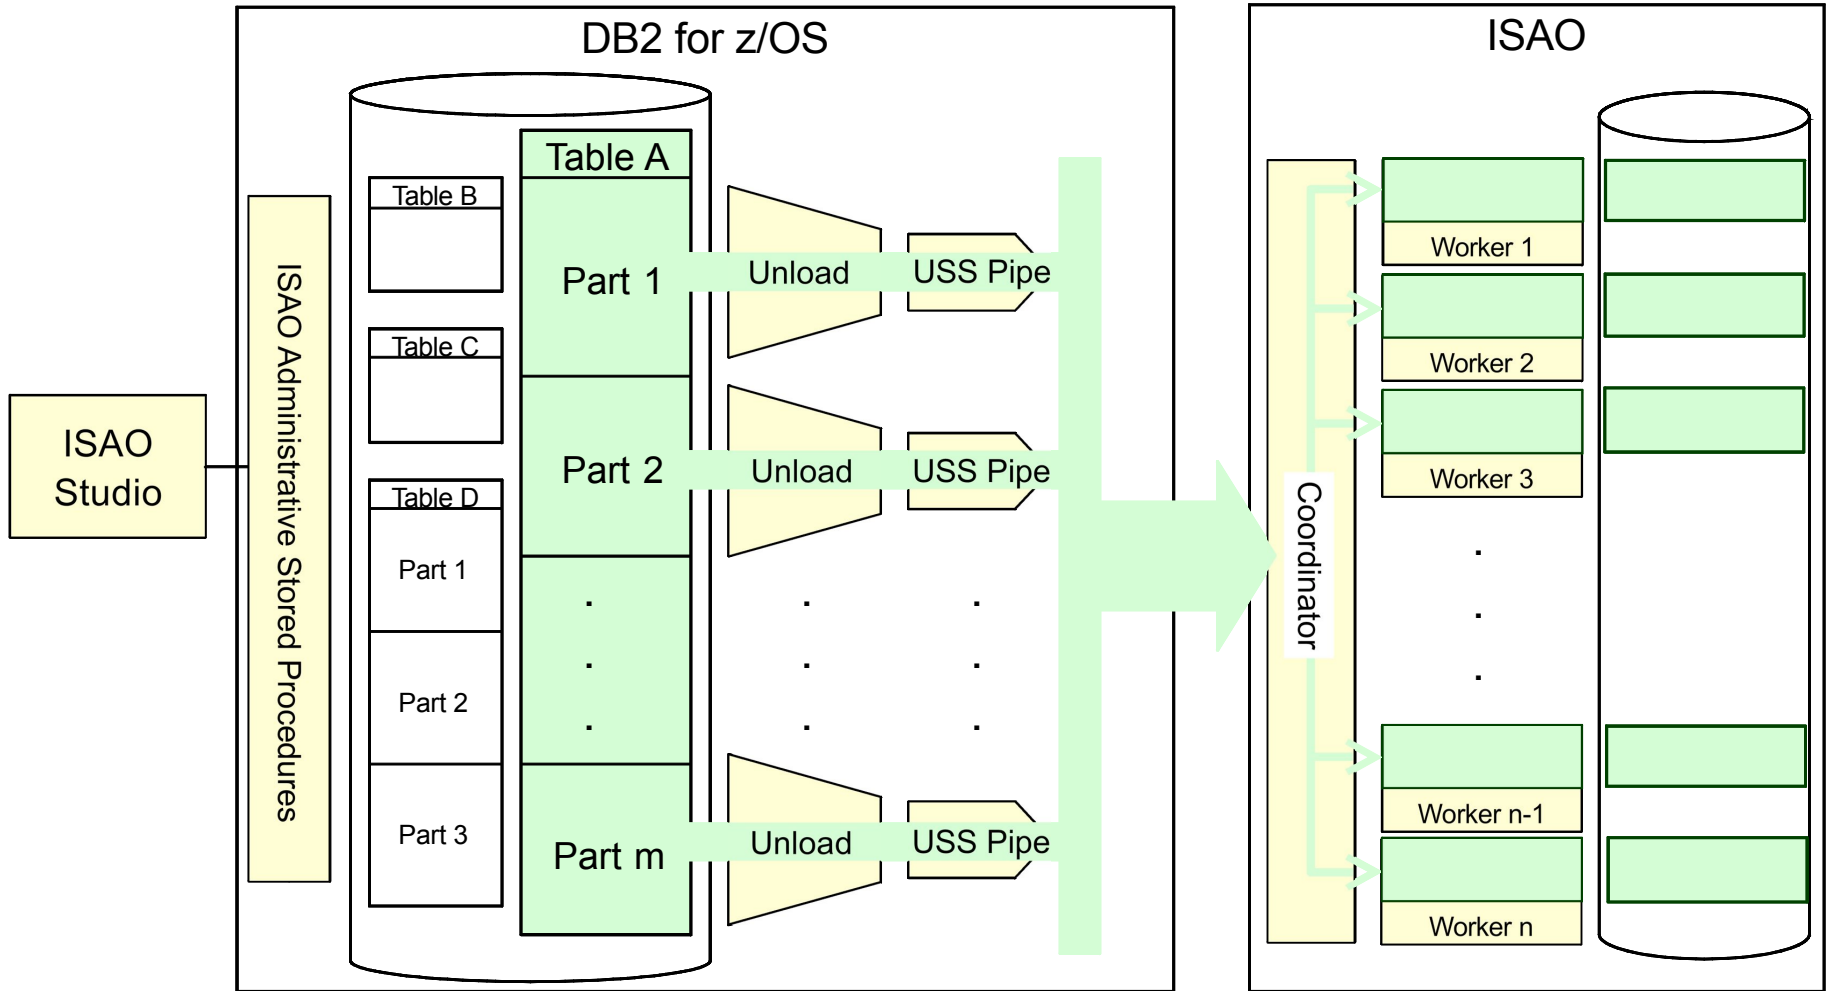 DB2 for z/OS
ISAO
ISAO
Studio
ISAO Administrative Stored Procedures
Table B
Table C
Table D
Part 1
Part 2
Part 3
Table A
Part 1
Part 2
.
.
.
Part m
Unload
USS Pipe
Unload
USS Pipe
. .
. .
. .
Unload
USS Pipe
Coordinator
Worker 1
Worker 2
Worker 3
.
.
.
Worker n-1
Worker n